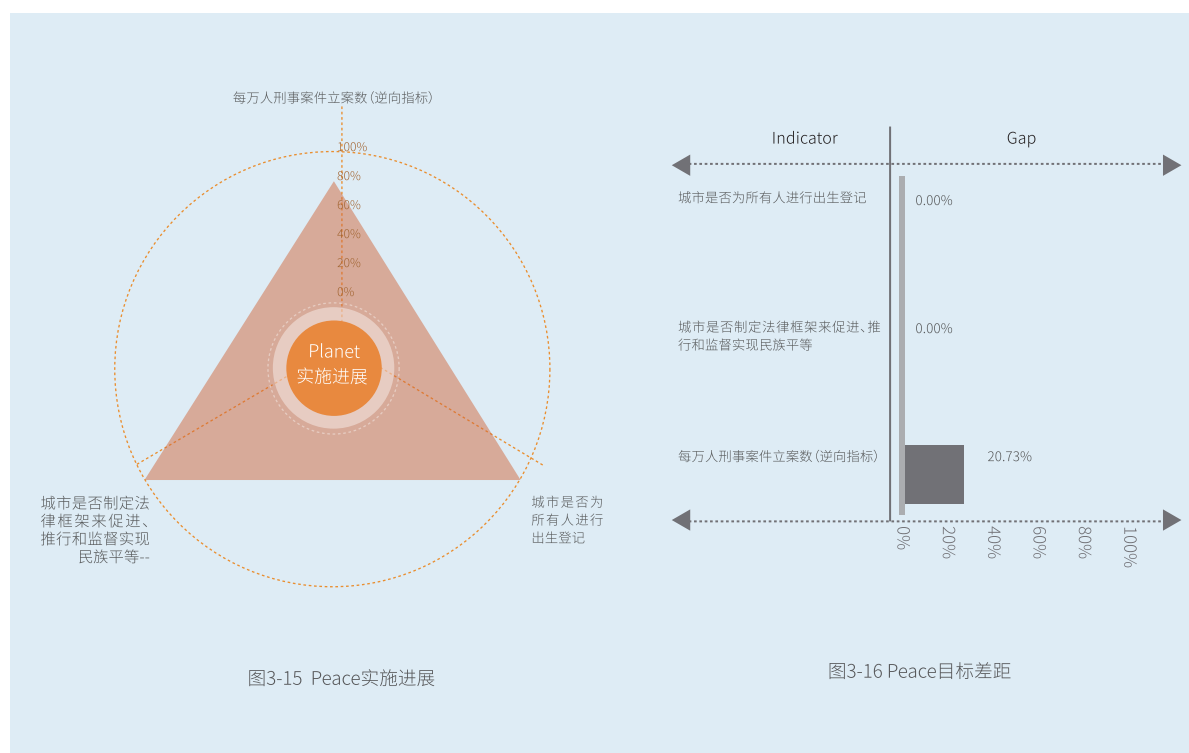 每万人刑事案件立案数(逆向指标)
100%
80%
60%
40%
20%
0%
Planet
实施进展
城市是否制定法
律框架来促进、
推行和监督实现
民族平等--
城市是否为
所有人进行
出生登记
图3-15 Peace实施进展
Indicator
Gap
城市是否为所有人进行出生登记
0.00%
城市是否制定法律框架来促进、推
行和监督实现民族平等
0.00%
每万人刑事案件立案数(逆向指标)
20.73%
0%
20%
40%
60%
80%
100%
图3-16 Peace目标差距